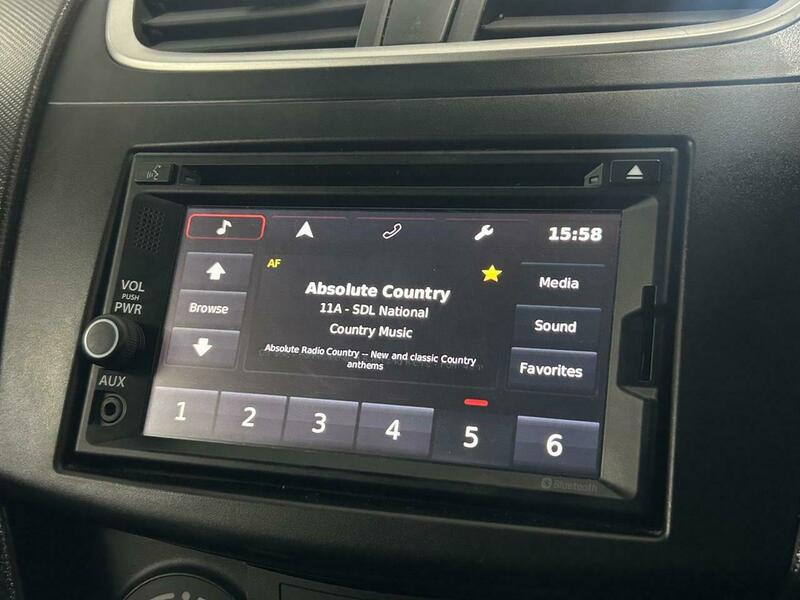 15:58
AF
Absolute Country
11A - SDL National
Country Music
Absolute Radio Country -- New and classic Country
anthems
Browse
Media
Sound
Favorites
VOL
PUSH
PWR
AUX
1 2 3 4 5 6
Bluetooth